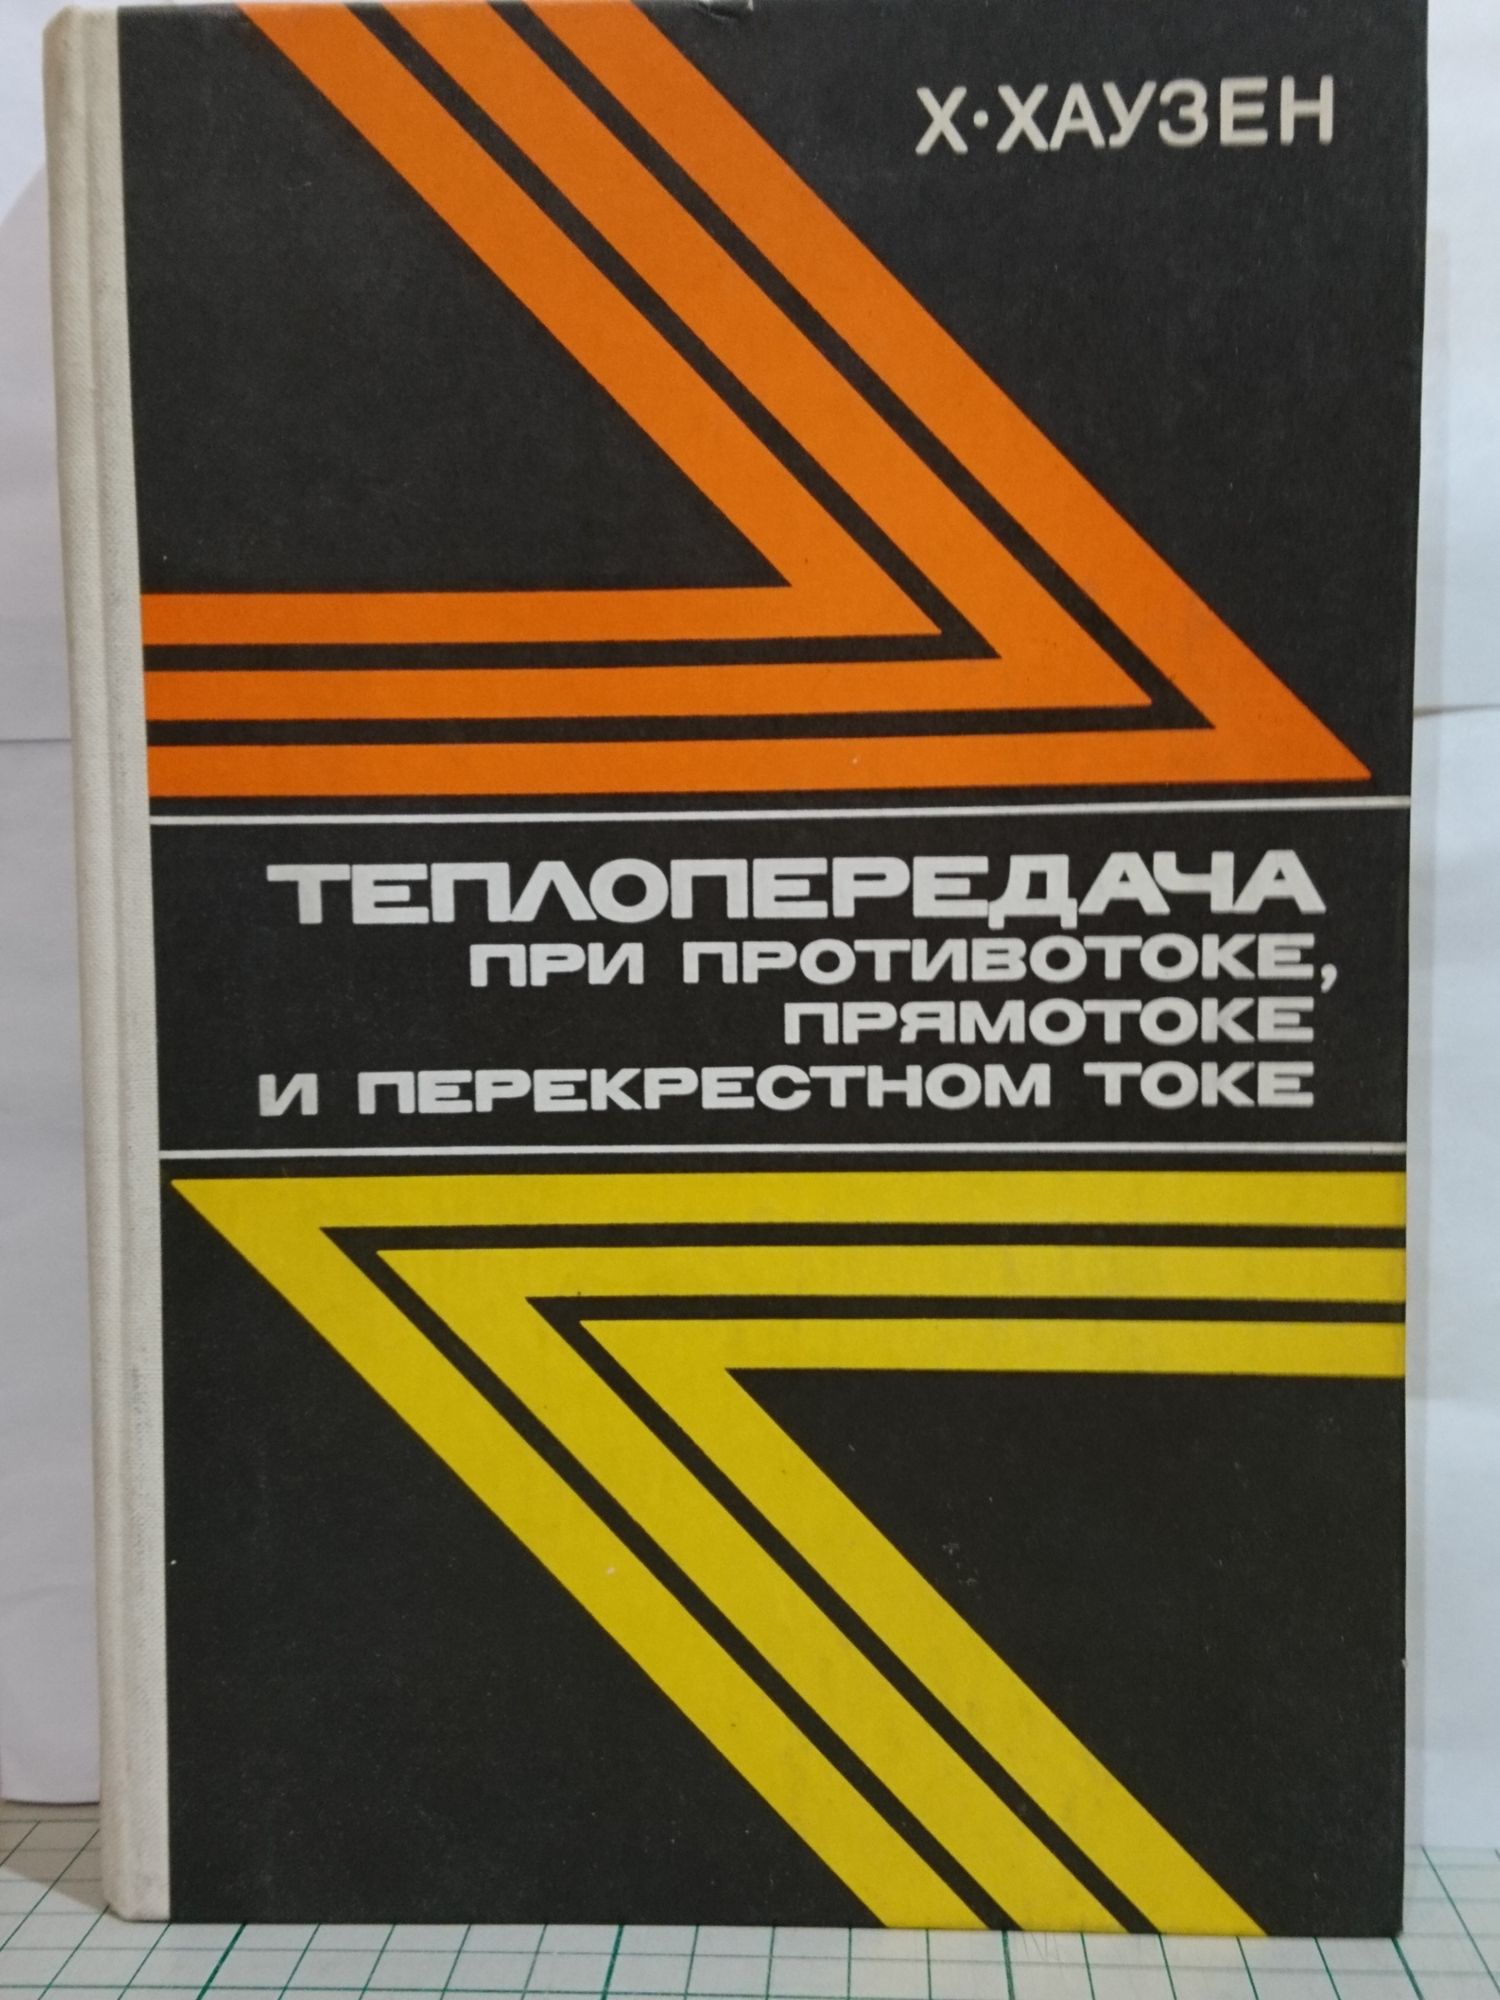 Х·ХАУЗЕН
ТЕПЛОПЕРЕДАЧА
ПРИ ПРОТИВОТОКЕ,
ПРЯМОТОКЕ
И ПЕРЕКРЕСТНОМ ТОКЕ